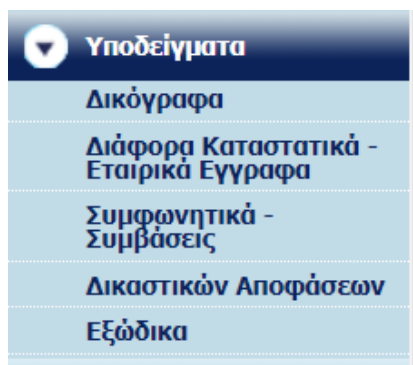 Υποδείγματα
Δικόγραφα
Διάφορα Καταστατικά -
Εταιρικά Εγγραφα
Συμφωνητικά -
Συμβάσεις
Δικαστικών Αποφάσεων
Εξώδικα